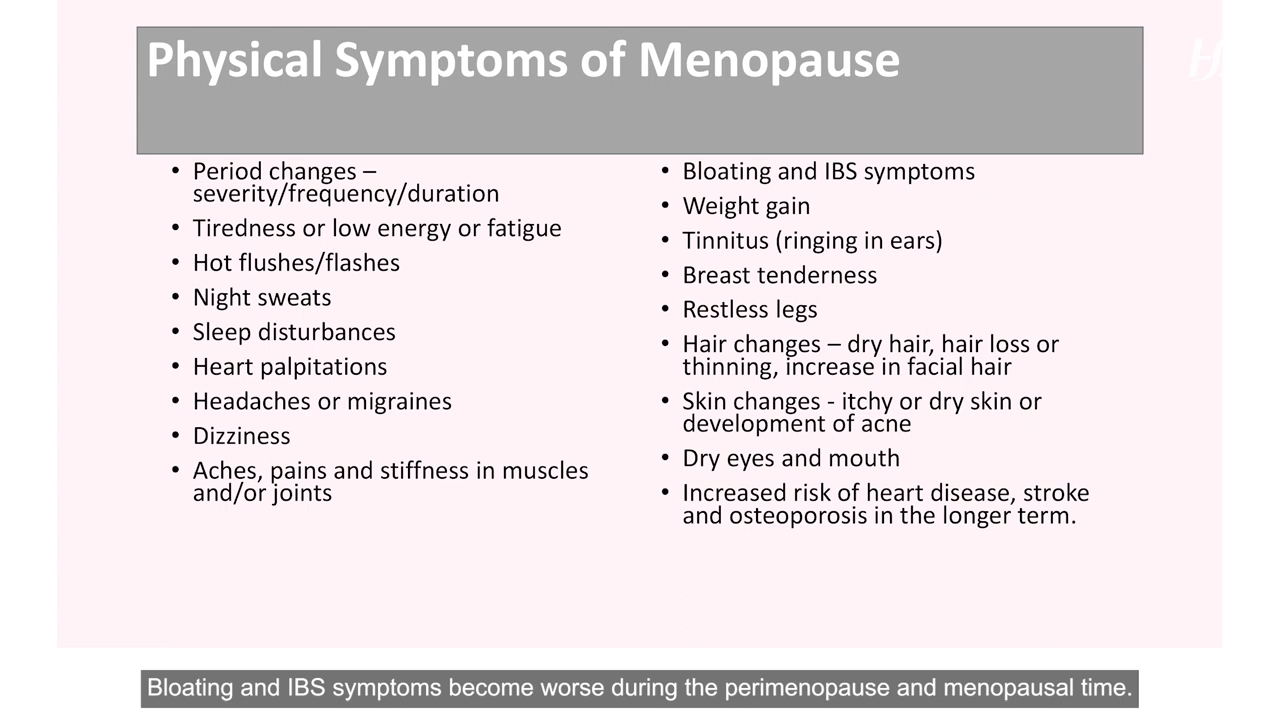 Physical Symptoms of Menopause
• Period changes –
severity/frequency/duration
• Tiredness or low energy or fatigue
• Hot flushes/flashes
• Night sweats
• Sleep disturbances
• Heart palpitations
• Headaches or migraines
• Dizziness
• Aches, pains and stiffness in muscles
and/or joints
• Bloating and IBS symptoms
• Weight gain
• Tinnitus (ringing in ears)
• Breast tenderness
• Restless legs
• Hair changes – dry hair, hair loss or
thinning, increase in facial hair
• Skin changes - itchy or dry skin or
development of acne
• Dry eyes and mouth
• Increased risk of heart disease, stroke
and osteoporosis in the longer term.
Bloating and IBS symptoms become worse during the perimenopause and menopausal time.